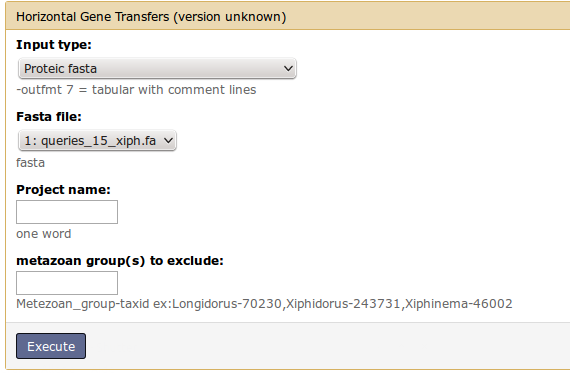 Horizontal Gene Transfers (version unknown)
Input type:
Proteic fasta
-outfmt 7 = tabular with comment lines
Fasta file:
1: queries_15_xiph.fa
fasta
Project name:
one word
metazoan group(s) to exclude:
Metezoan_group-taxid ex:Longidorus-70230,Xiphidorus-243731,Xiphinema-46002
Execute